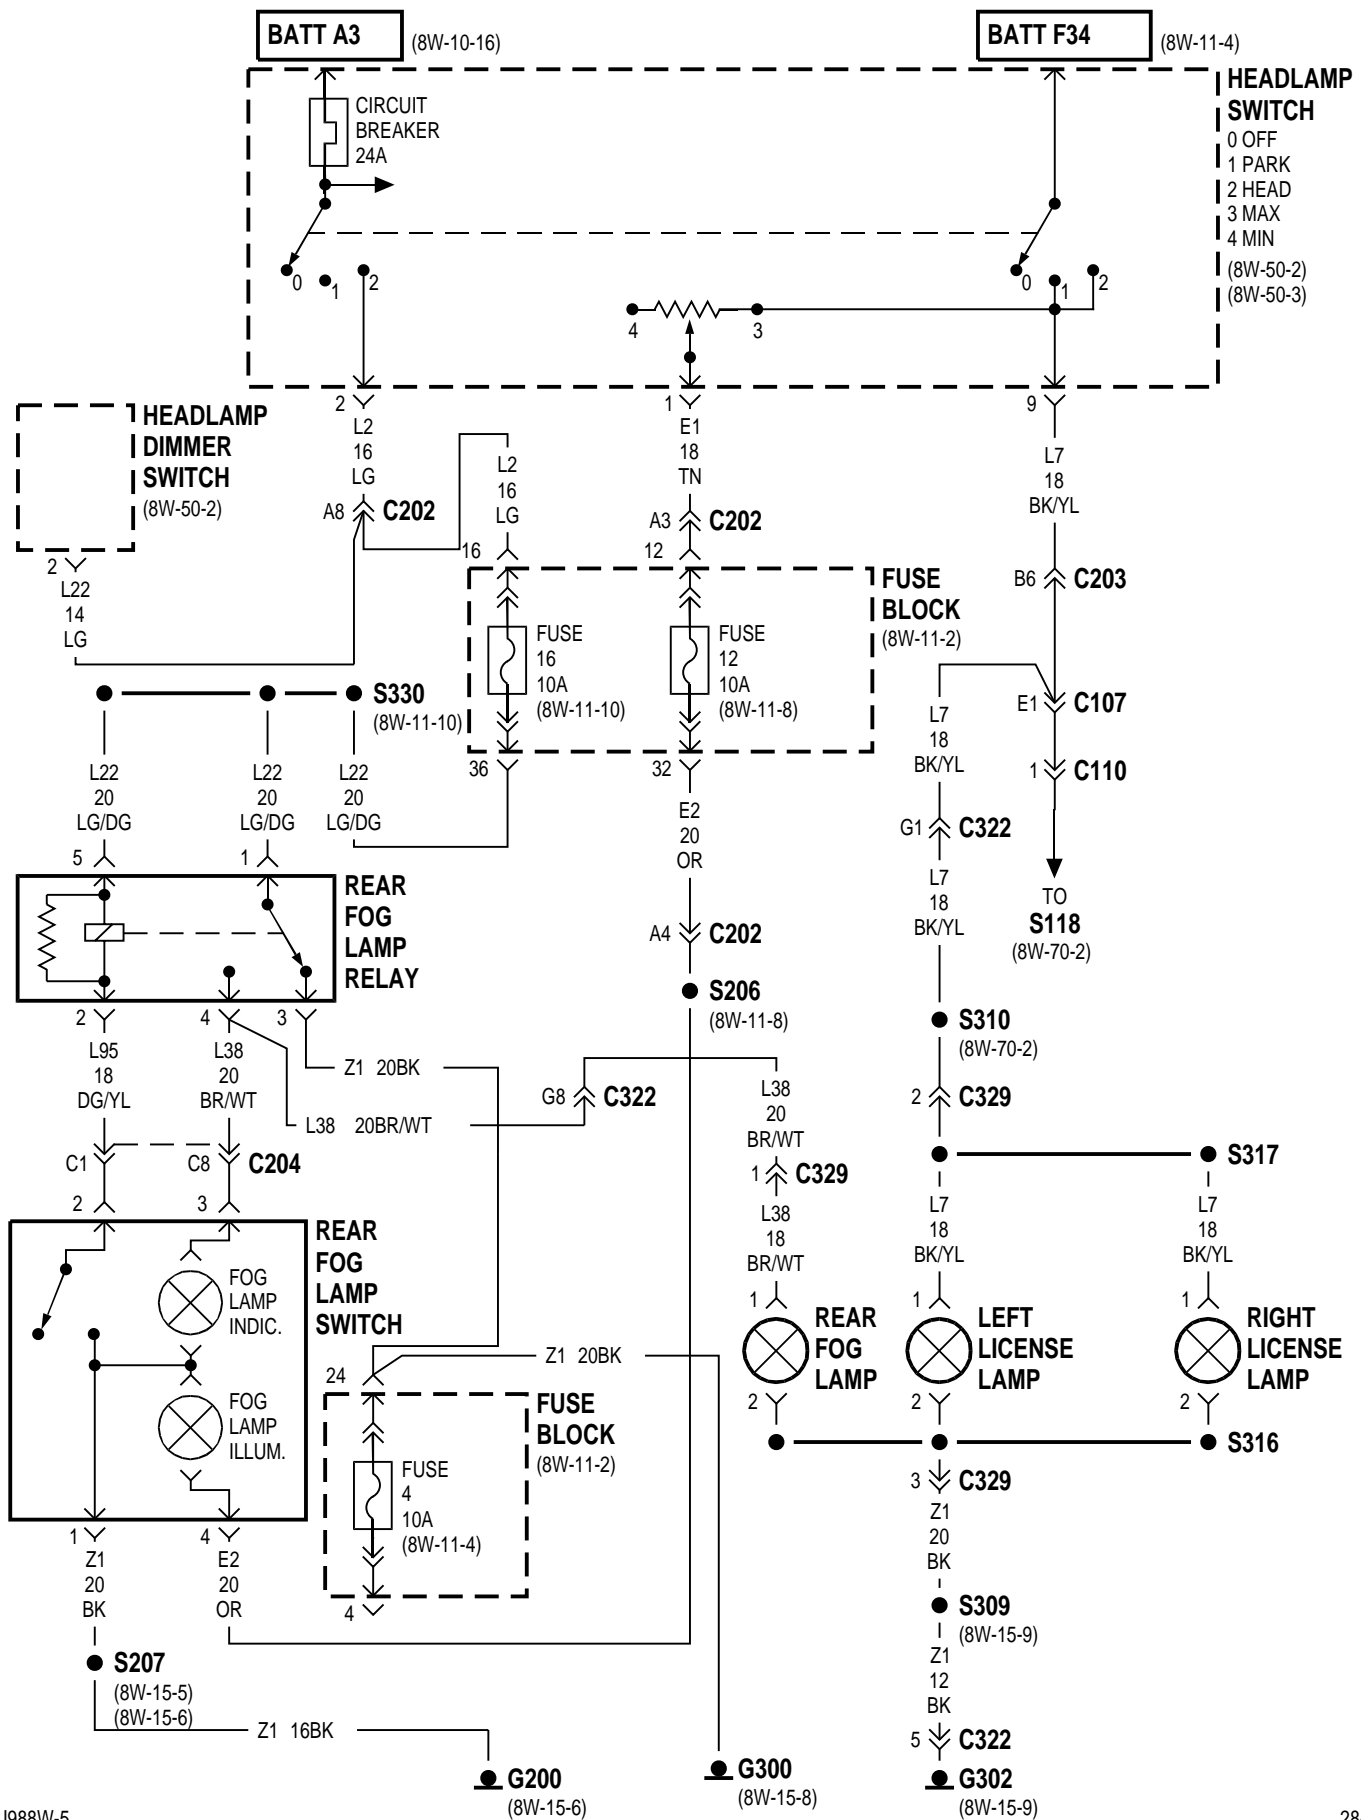 BATT A3
(8W-10-16)
BATT F34
(8W-11-4)
HEADLAMP
SWITCH
0 OFF
1 PARK
2 HEAD
3 MAX
4 MIN
(8W-50-2)
(8W-50-3)
CIRCUIT
BREAKER
24A
0
1
2
0
1
2
4
3
2
1
9
HEADLAMP
DIMMER
SWITCH
(8W-50-2)
L2
16
LG
A8
C202
L2
16
LG
16
E1
18
TN
A3
C202
12
L7
18
BK/YL
B6
C203
2
L22
14
LG
FUSE
BLOCK
(8W-11-2)
FUSE
16
10A
(8W-11-10)
FUSE
12
10A
(8W-11-8)
S330
(8W-11-10)
36
32
L7
18
BK/YL
E1
C107
1
C110
L22
20
LG/DG
L22
20
LG/DG
L22
20
LG/DG
5
1
E2
20
OR
G1
C322
L7
18
BK/YL
TO
S118
(8W-70-2)
REAR
FOG
LAMP
RELAY
A4
C202
S206
(8W-11-8)
S310
(8W-70-2)
2
4
3
L95
18
DG/YL
L38
20
BR/WT
Z1 20BK
L38 20BR/WT
G8
C322
L38
20
BR/WT
2
C329
C1
C8
C204
1
C329
S317
2
3
L38
18
BR/WT
L7
18
BK/YL
L7
18
BK/YL
REAR
FOG
LAMP
SWITCH
FOG
LAMP
INDIC.
FOG
LAMP
ILLUM.
1
REAR
FOG
LAMP
2
1
LEFT
LICENSE
LAMP
2
1
RIGHT
LICENSE
LAMP
2
24
Z1 20BK
FUSE
BLOCK
(8W-11-2)
FUSE
4
10A
(8W-11-4)
4
S316
3
C329
Z1
20
BK
1
4
Z1
20
BK
E2
20
OR
S309
(8W-15-9)
Z1
12
BK
S207
(8W-15-5)
(8W-15-6)
Z1 16BK
5
C322
G200
(8W-15-6)
G300
(8W-15-8)
G302
(8W-15-9)
J988W-5
28-